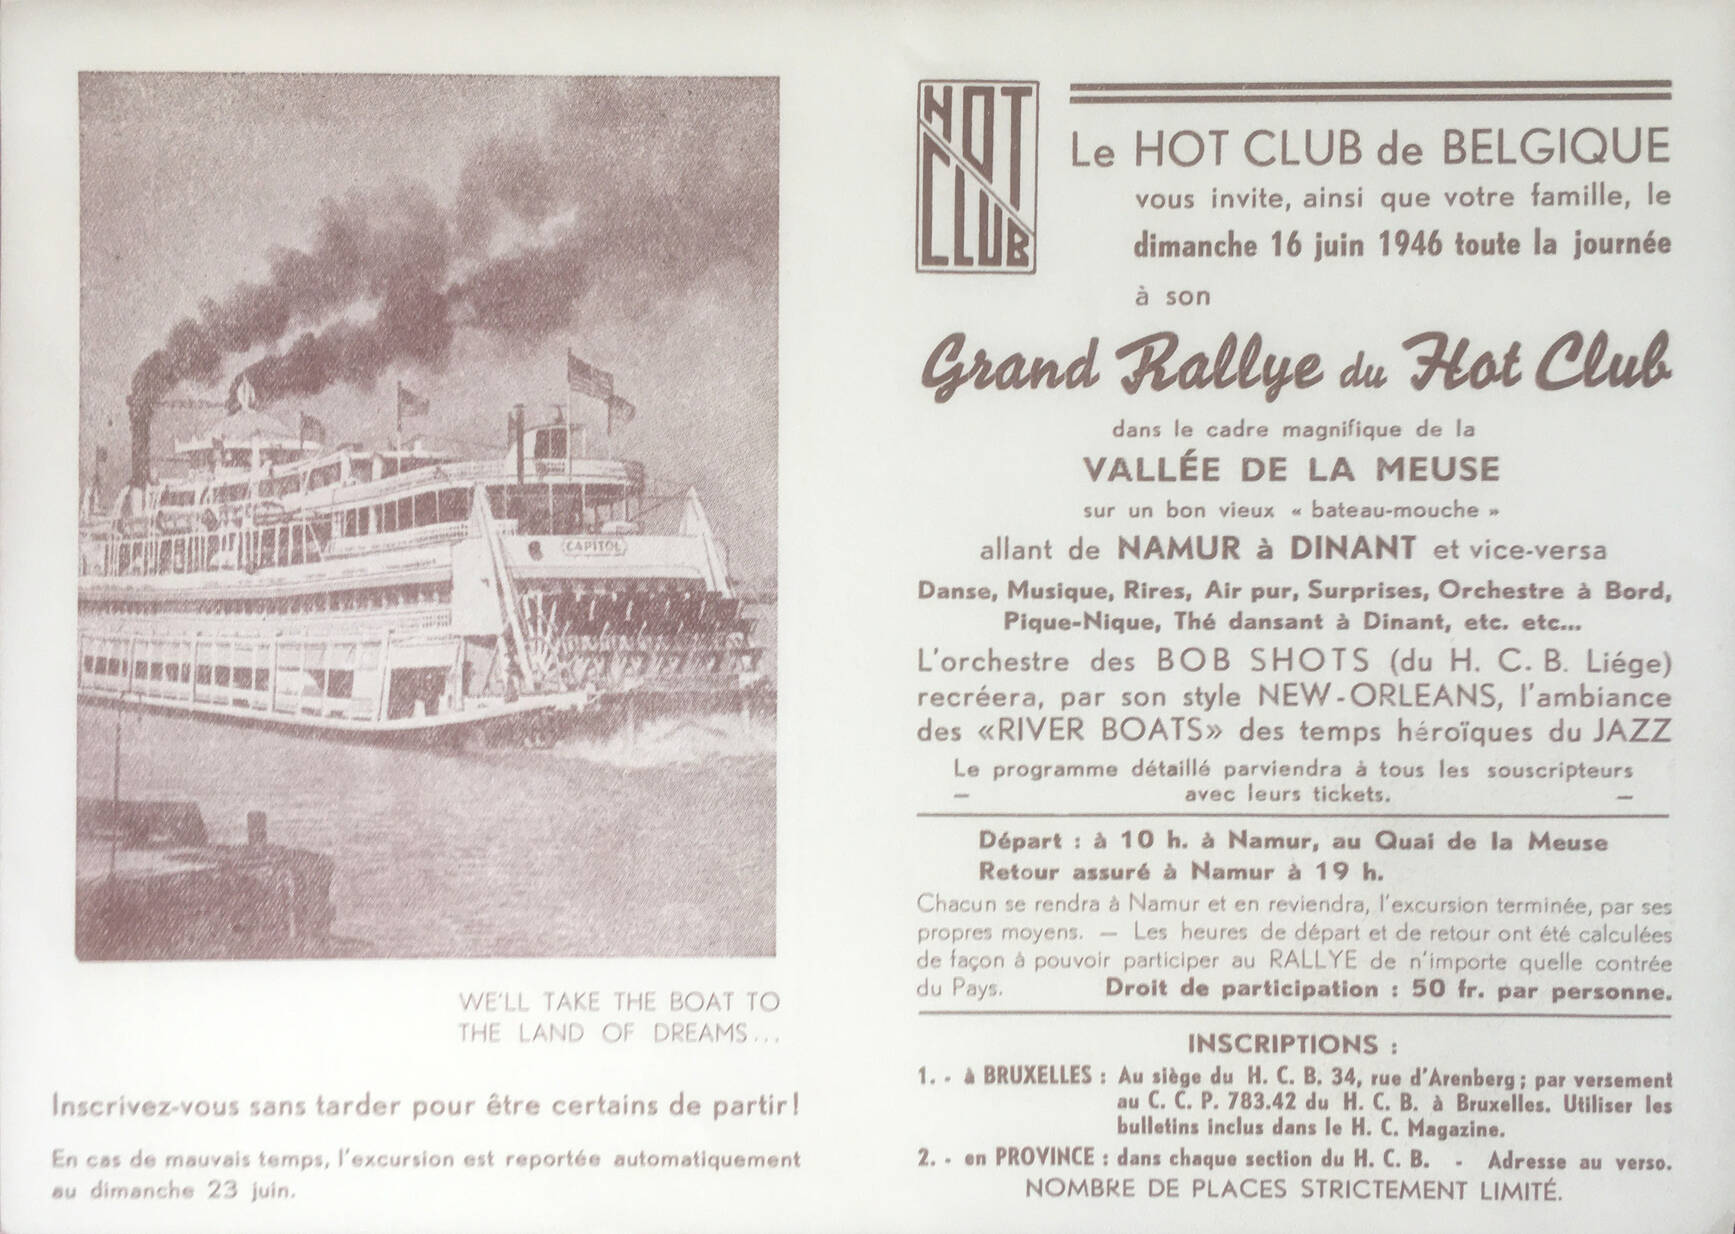 CAPITOL
WE'LL TAKE THE BOAT TO
THE LAND OF DREAMS...
Inscrivez-vous sans tarder pour être certains de partir!
En cas de mauvais temps, l'excursion est reportée automatiquement
au dimanche 23 juin.
HOT
CLUB
Le HOT CLUB de BELGIQUE
vous invite, ainsi que votre famille, le
dimanche 16 juin 1946 toute la journée
à son
Grand Rallye du Hot Club
dans le cadre magnifique de la
VALLÉE DE LA MEUSE
sur un bon vieux « bateau-mouche »
allant de NAMUR à DINANT et vice-versa
Danse, Musique, Rires, Air pur, Surprises, Orchestre à Bord,
Pique-Nique, Thé dansant à Dinant, etc. etc...
L'orchestre des BOB SHOTS (du H. C. B. Liége)
recréera, par son style NEW-ORLEANS, l'ambiance
des «RIVER BOATS» des temps héroïques du JAZZ
Le programme détaillé parviendra à tous les souscripteurs
— avec leurs tickets. —
Départ : à 10 h. à Namur, au Quai de la Meuse
Retour assuré à Namur à 19 h.
Chacun se rendra à Namur et en reviendra, l'excursion terminée, par ses
propres moyens. — Les heures de départ et de retour ont été calculées
de façon à pouvoir participer au RALLYE de n'importe quelle contrée
du Pays. Droit de participation : 50 fr. par personne.
INSCRIPTIONS :
1. - à BRUXELLES : Au siège du H. C. B. 34, rue d'Arenberg; par versement
au C. C. P. 783.42 du H. C. B. à Bruxelles. Utiliser les
bulletins inclus dans le H. C. Magazine.
2. - en PROVINCE : dans chaque section du H. C. B. - Adresse au verso.
NOMBRE DE PLACES STRICTEMENT LIMITÉ.